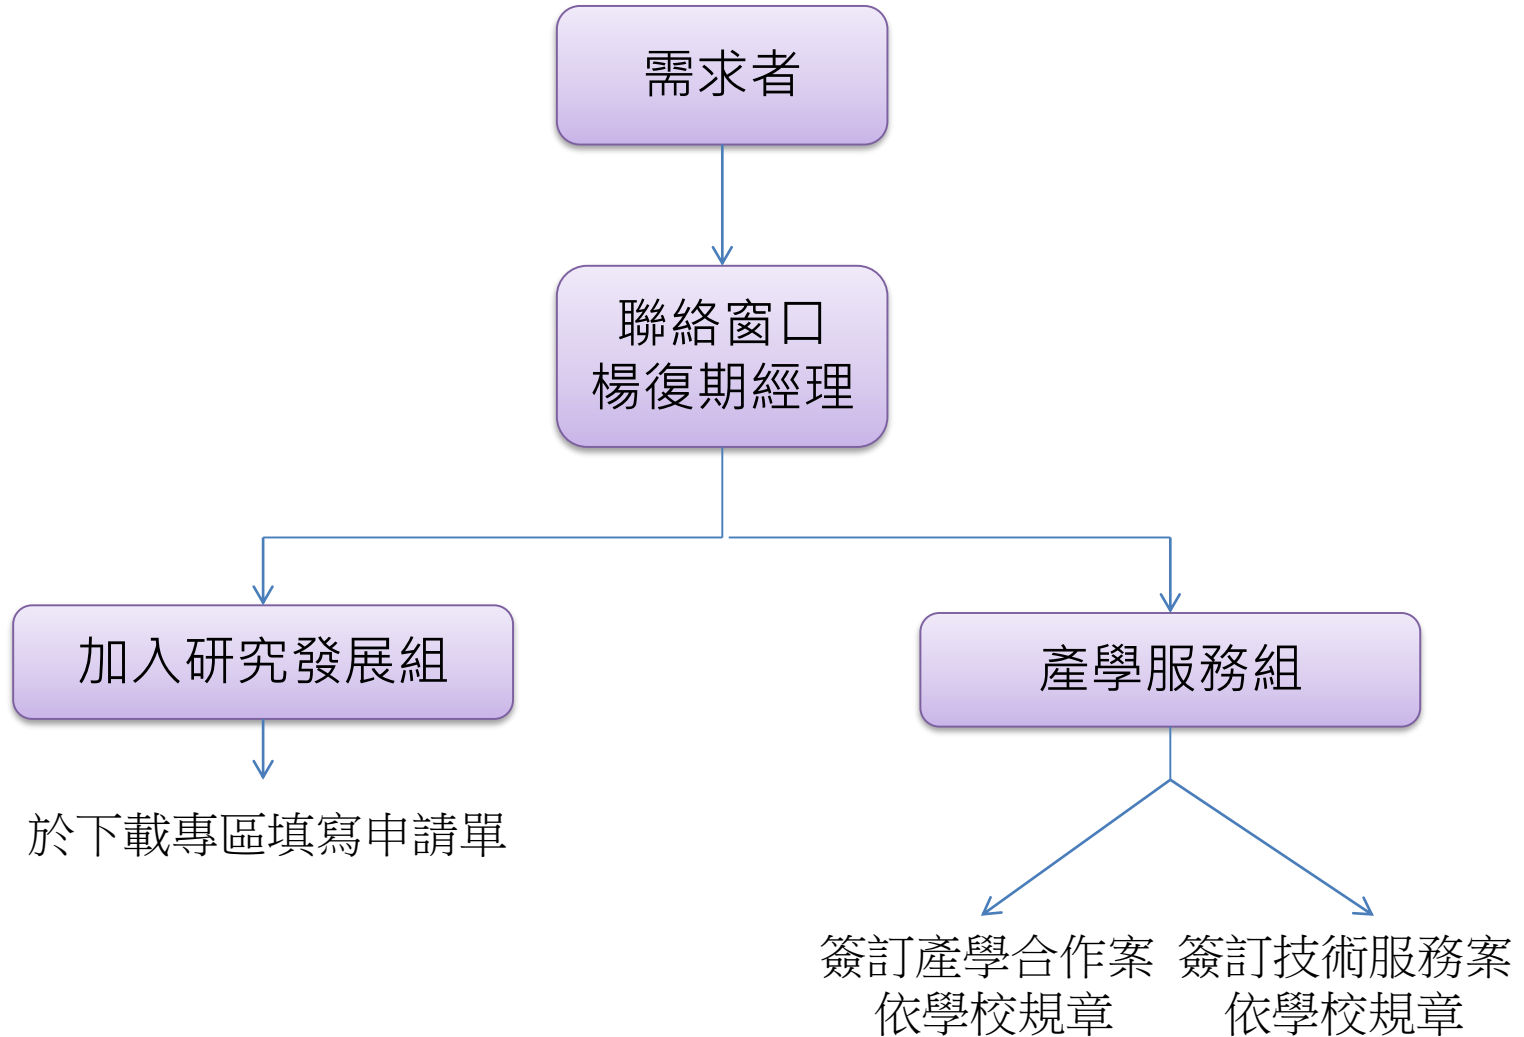 需求者
聯絡窗口
楊復期經理
加入研究發展組
產學服務組
於下載專區填寫申請單
簽訂產學合作案
依學校規章
簽訂技術服務案
依學校規章